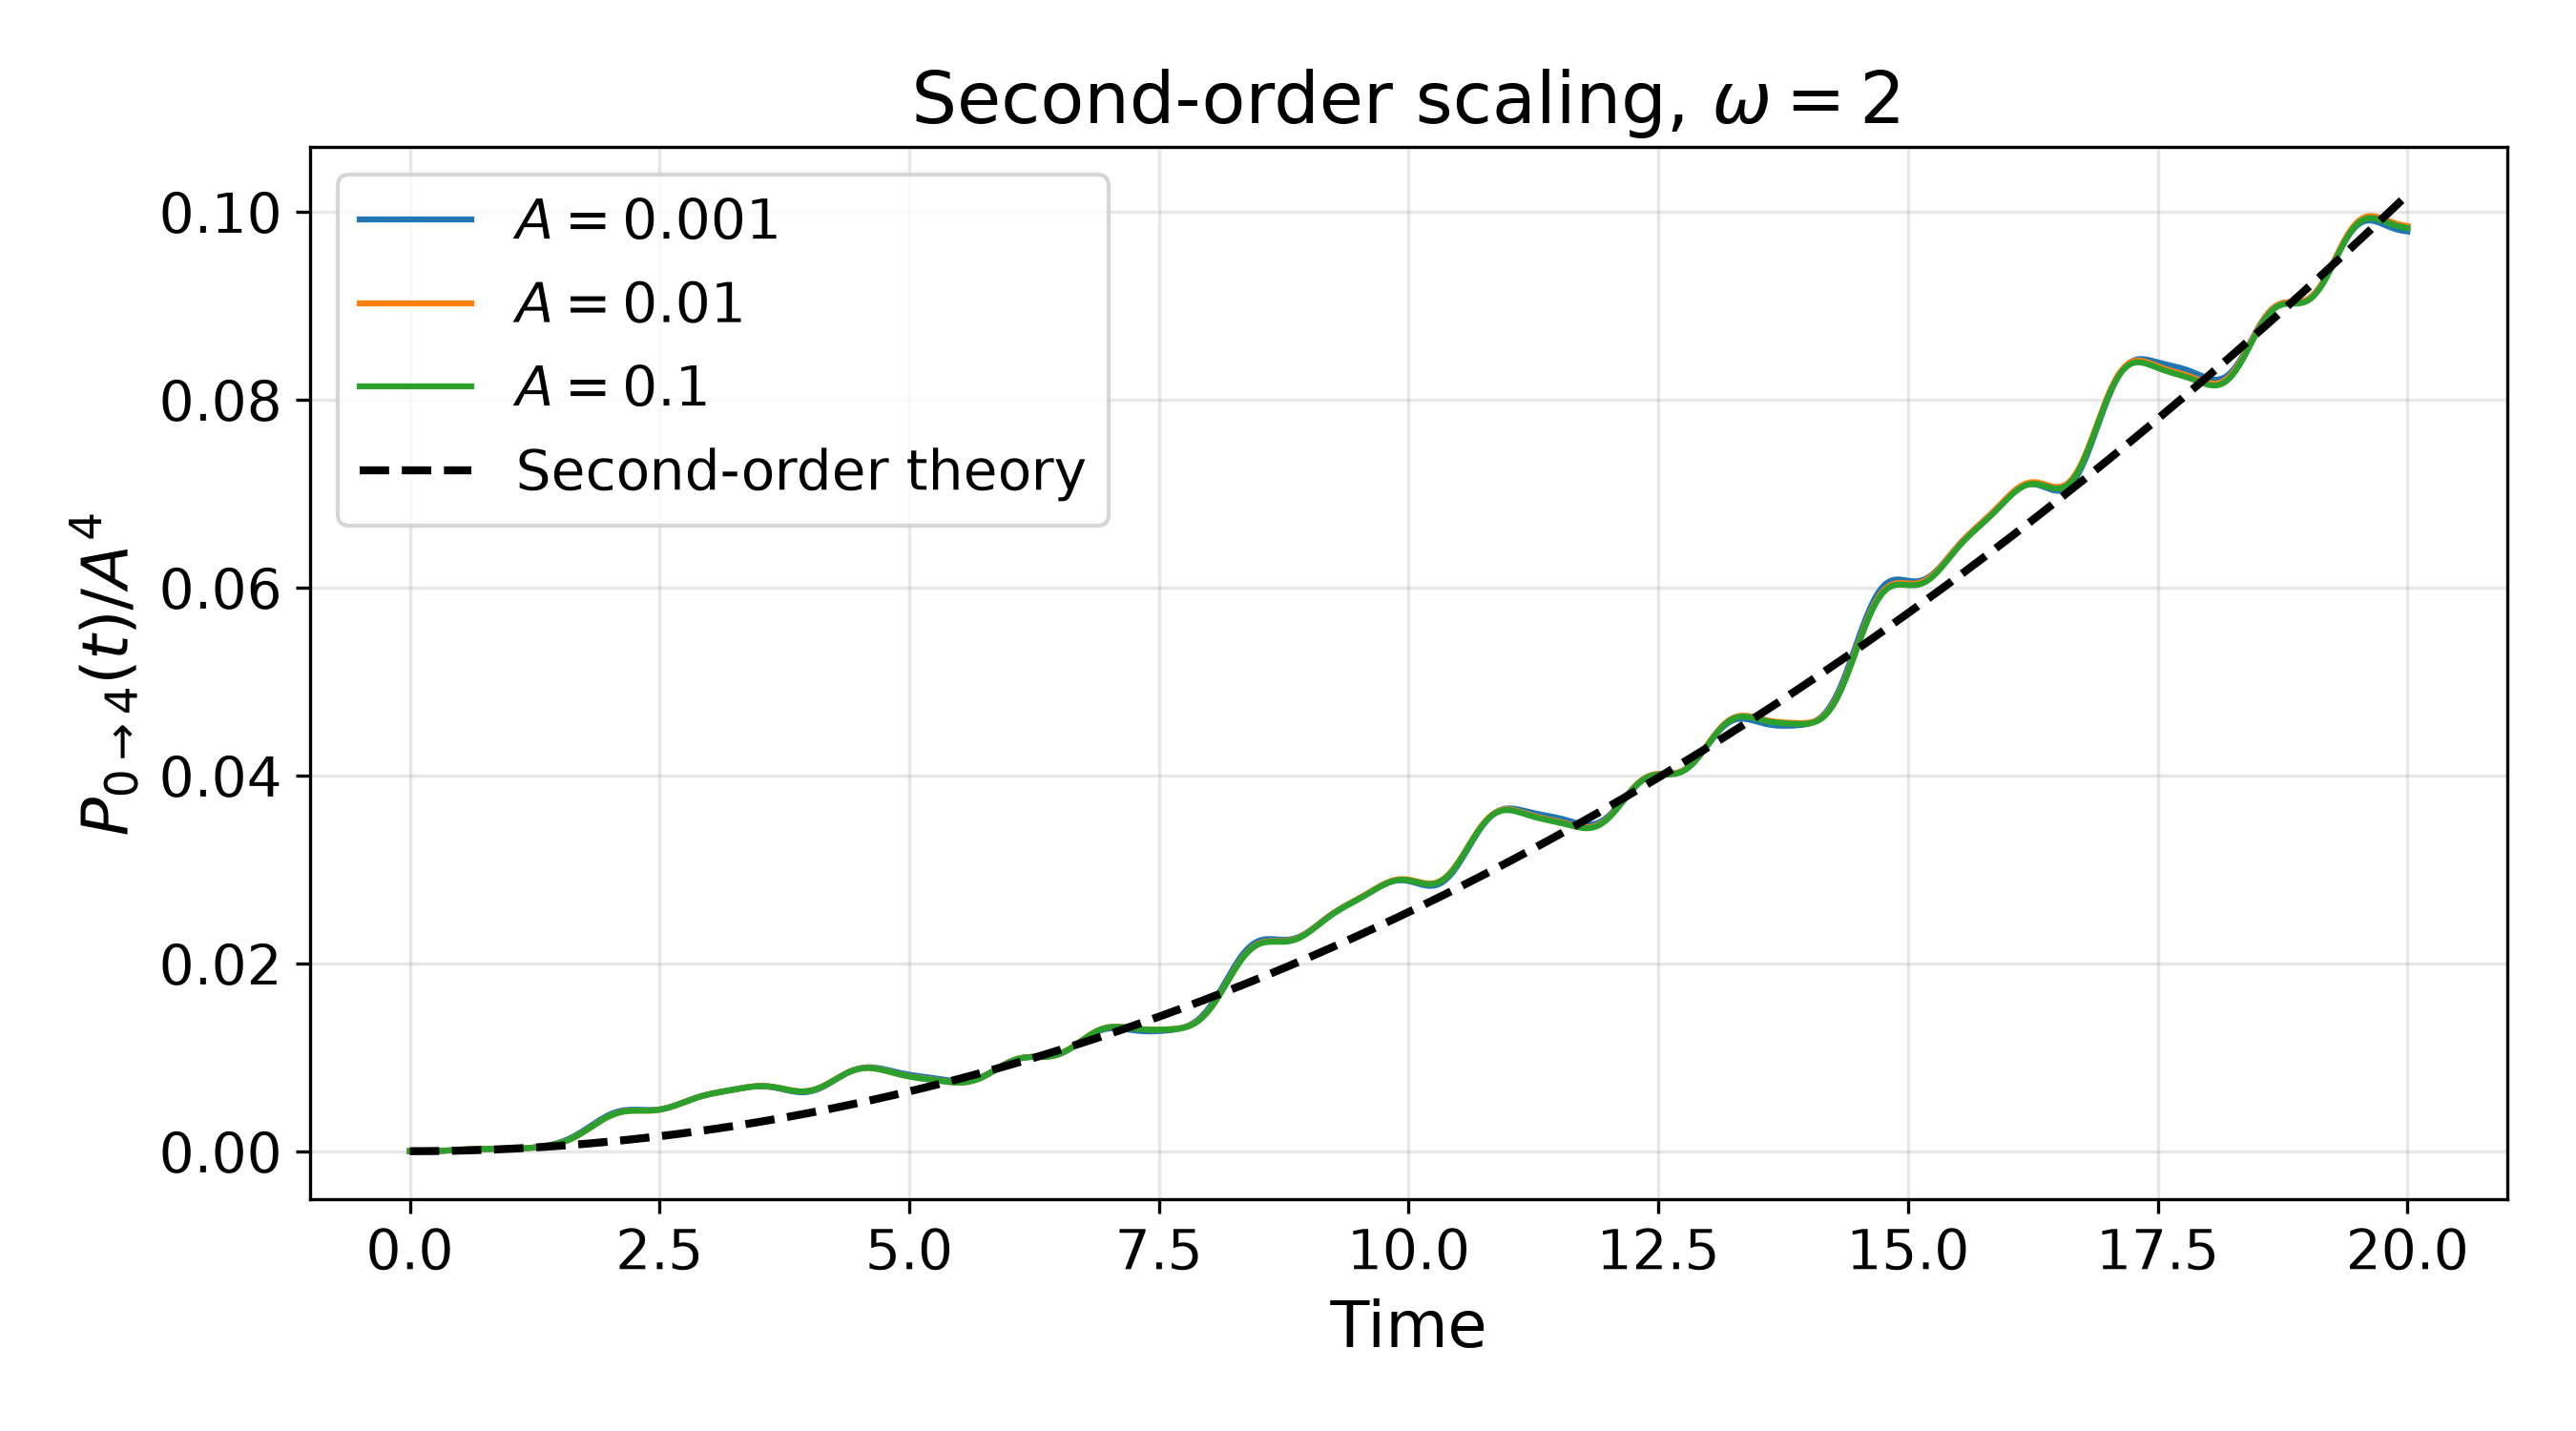 Second-order scaling, ω = 2
A = 0.001
A = 0.01
A = 0.1
Second-order theory
P₀→₄(t)/A⁴
0.10
0.08
0.06
0.04
0.02
0.00
0.0 2.5 5.0 7.5 10.0 12.5 15.0 17.5 20.0
Time